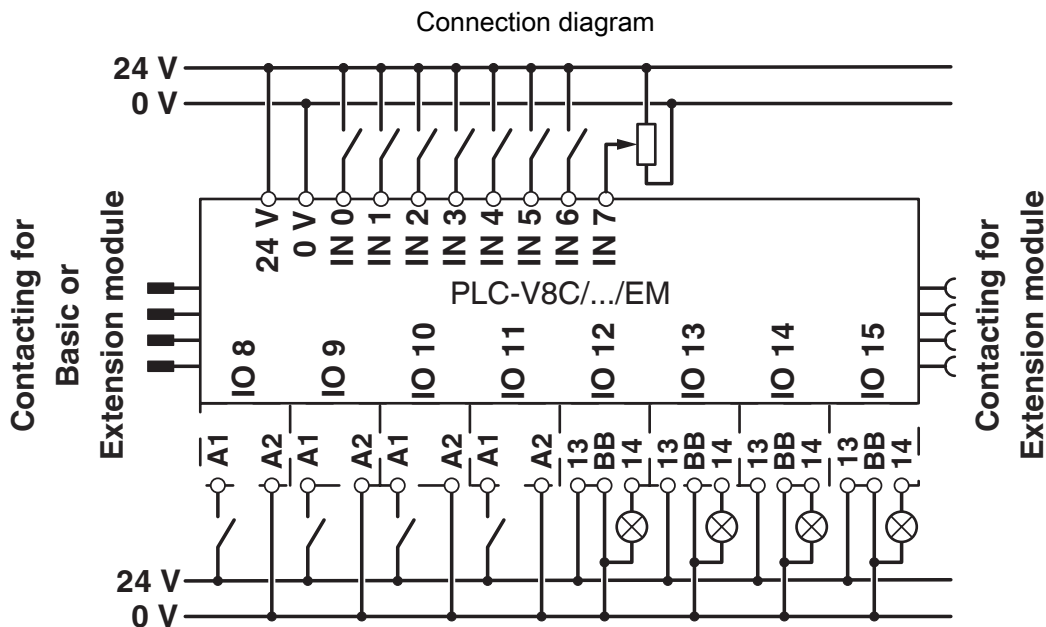 Connection diagram
24 V
0 V
24 V
0 V
IN 0
IN 1
IN 2
IN 3
IN 4
IN 5
IN 6
IN 7
Contacting for
Basic or
Extension module
PLC-V8C/.../EM
Contacting for
Extension module
IO 8
IO 9
IO 10
IO 11
IO 12
IO 13
IO 14
IO 15
A1
A2
A1
A2
A1
A2
A1
A2
13
BB
14
13
BB
14
13
BB
14
13
BB
14
24 V
0 V